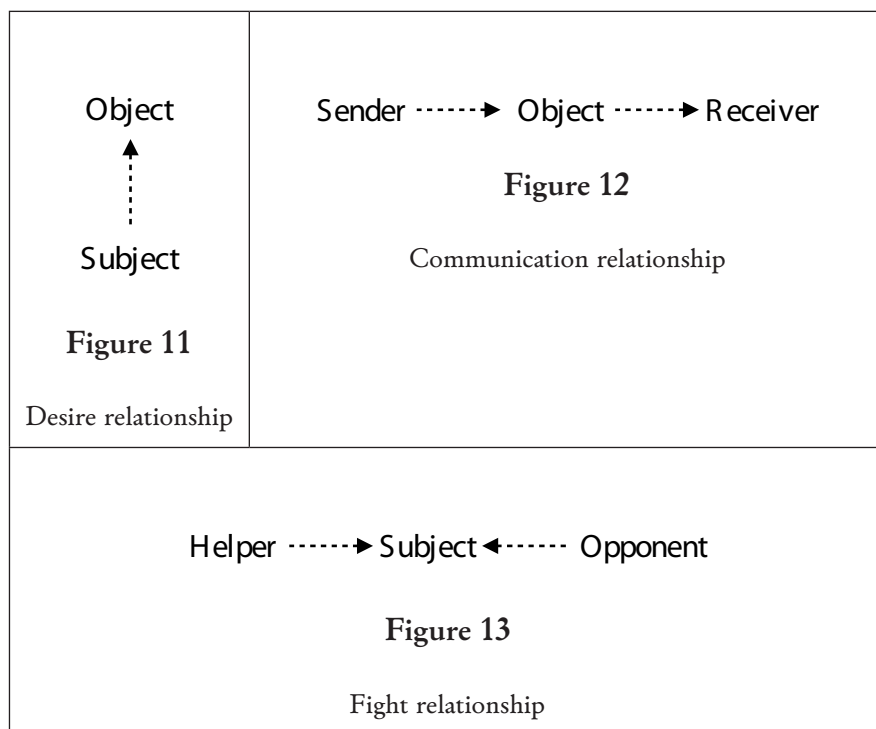 Object
Subject
Figure 11
Desire relationship
Sender Object Receiver
Figure 12
Communication relationship
Helper Subject Opponent
Figure 13
Fight relationship